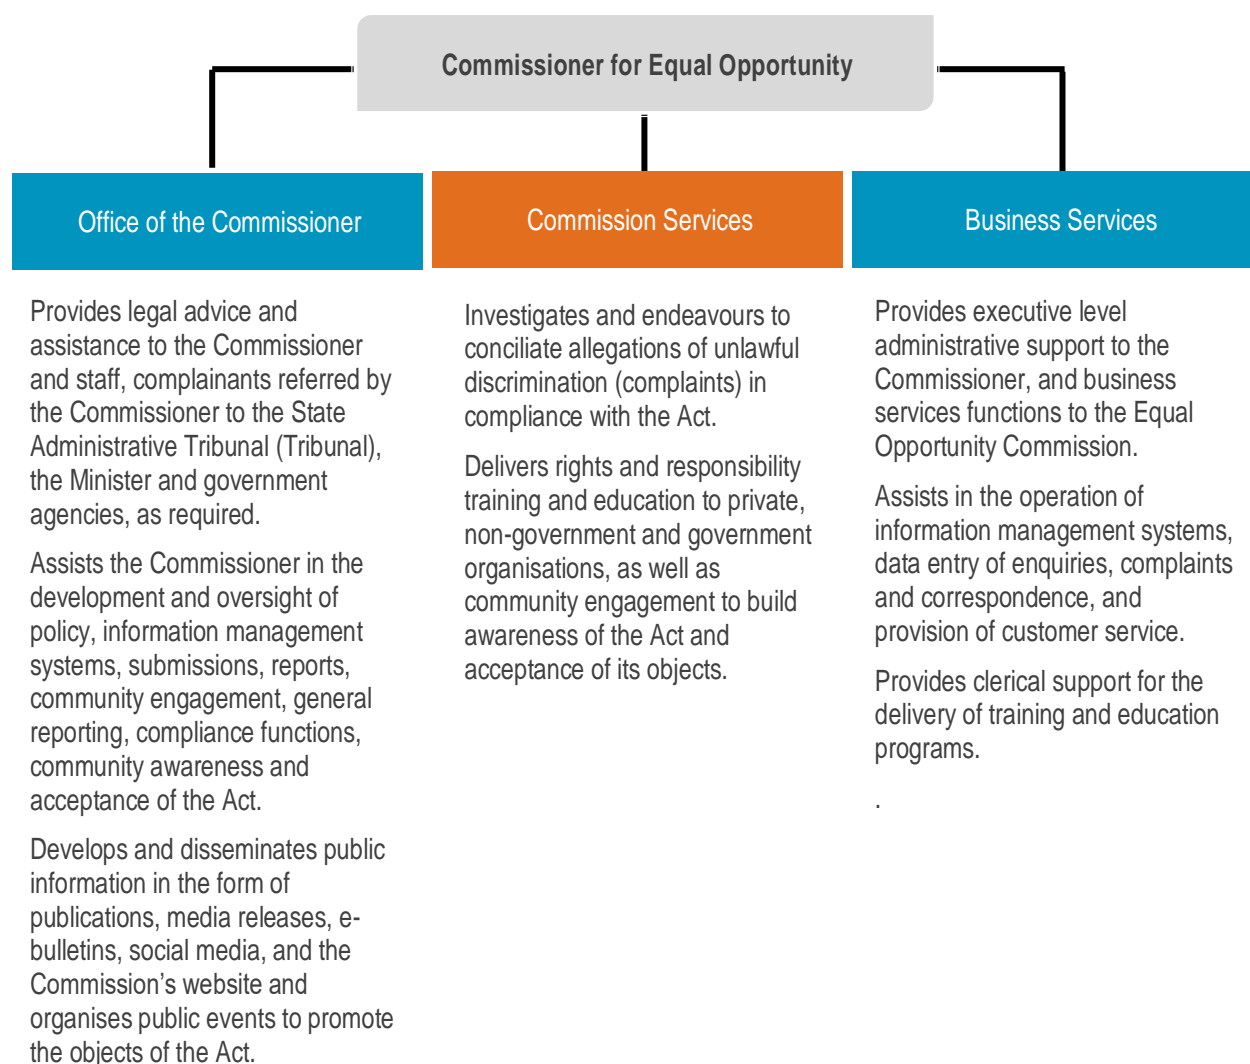 Commissioner for Equal Opportunity
Office of the Commissioner
Provides legal advice and
assistance to the Commissioner
and staff, complainants referred by
the Commissioner to the State
Administrative Tribunal (Tribunal),
the Minister and government
agencies, as required.
Assists the Commissioner in the
development and oversight of
policy, information management
systems, submissions, reports,
community engagement, general
reporting, compliance functions,
community awareness and
acceptance of the Act.
Develops and disseminates public
information in the form of
publications, media releases, e-
bulletins, social media, and the
Commission’s website and
organises public events to promote
the objects of the Act.
Commission Services
Investigates and endeavours to
conciliate allegations of unlawful
discrimination (complaints) in
compliance with the Act.
Delivers rights and responsibility
training and education to private,
non-government and government
organisations, as well as
community engagement to build
awareness of the Act and
acceptance of its objects.
Business Services
Provides executive level
administrative support to the
Commissioner, and business
services functions to the Equal
Opportunity Commission.
Assists in the operation of
information management systems,
data entry of enquiries, complaints
and correspondence, and
provision of customer service.
Provides clerical support for the
delivery of training and education
programs.
.